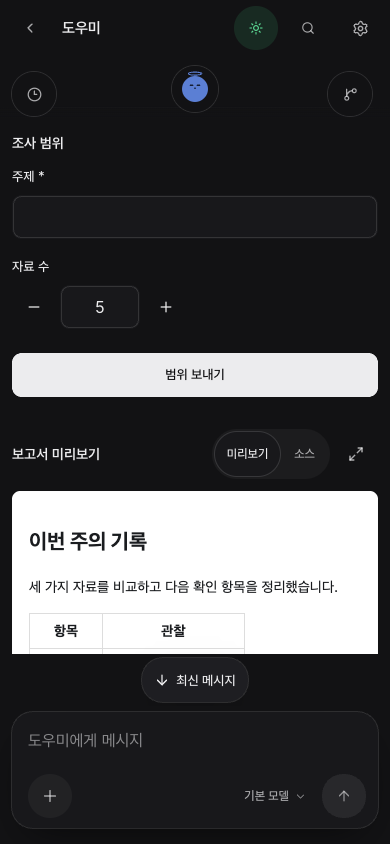 도우미
조사 범위
주제 *
자료 수
5
범위 보내기
보고서 미리보기
미리보기
소스
이번 주의 기록
세 가지 자료를 비교하고 다음 확인 항목을 정리했습니다.
항목
관찰
최신 메시지
도우미에게 메시지
기본 모델